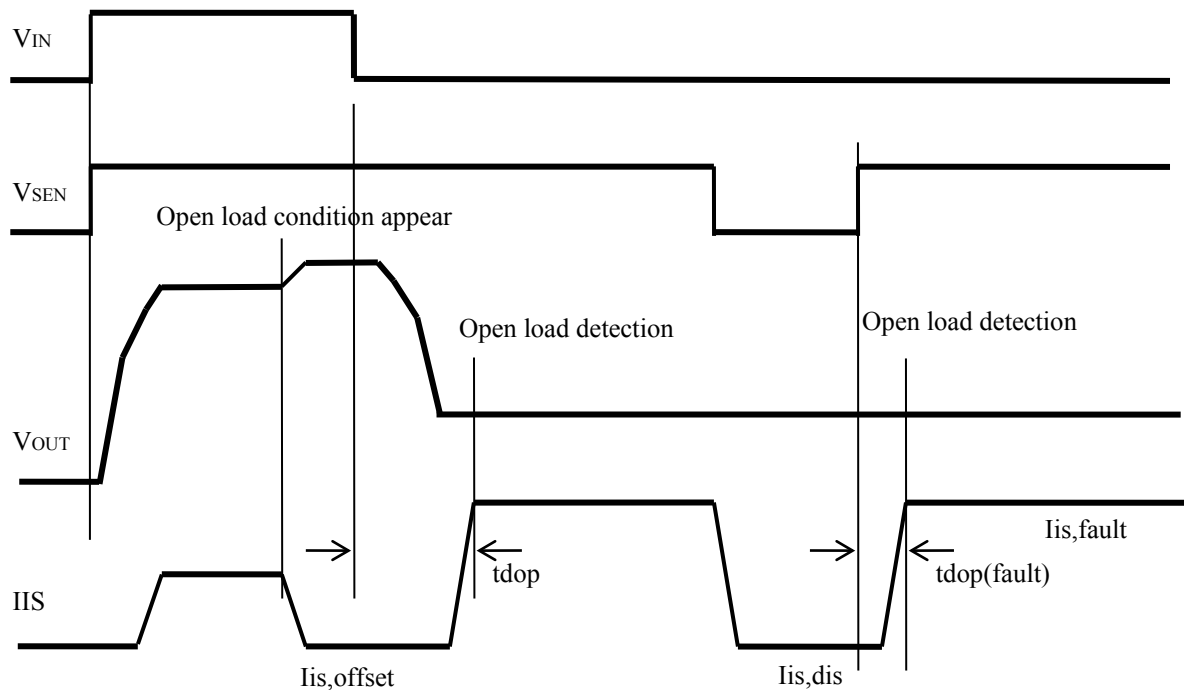 VIN
VSEN
Open load condition appear
Open load detection
Open load detection
VOUT
Iis,fault
tdop
tdop(fault)
IIS
Iis,offset
Iis,dis